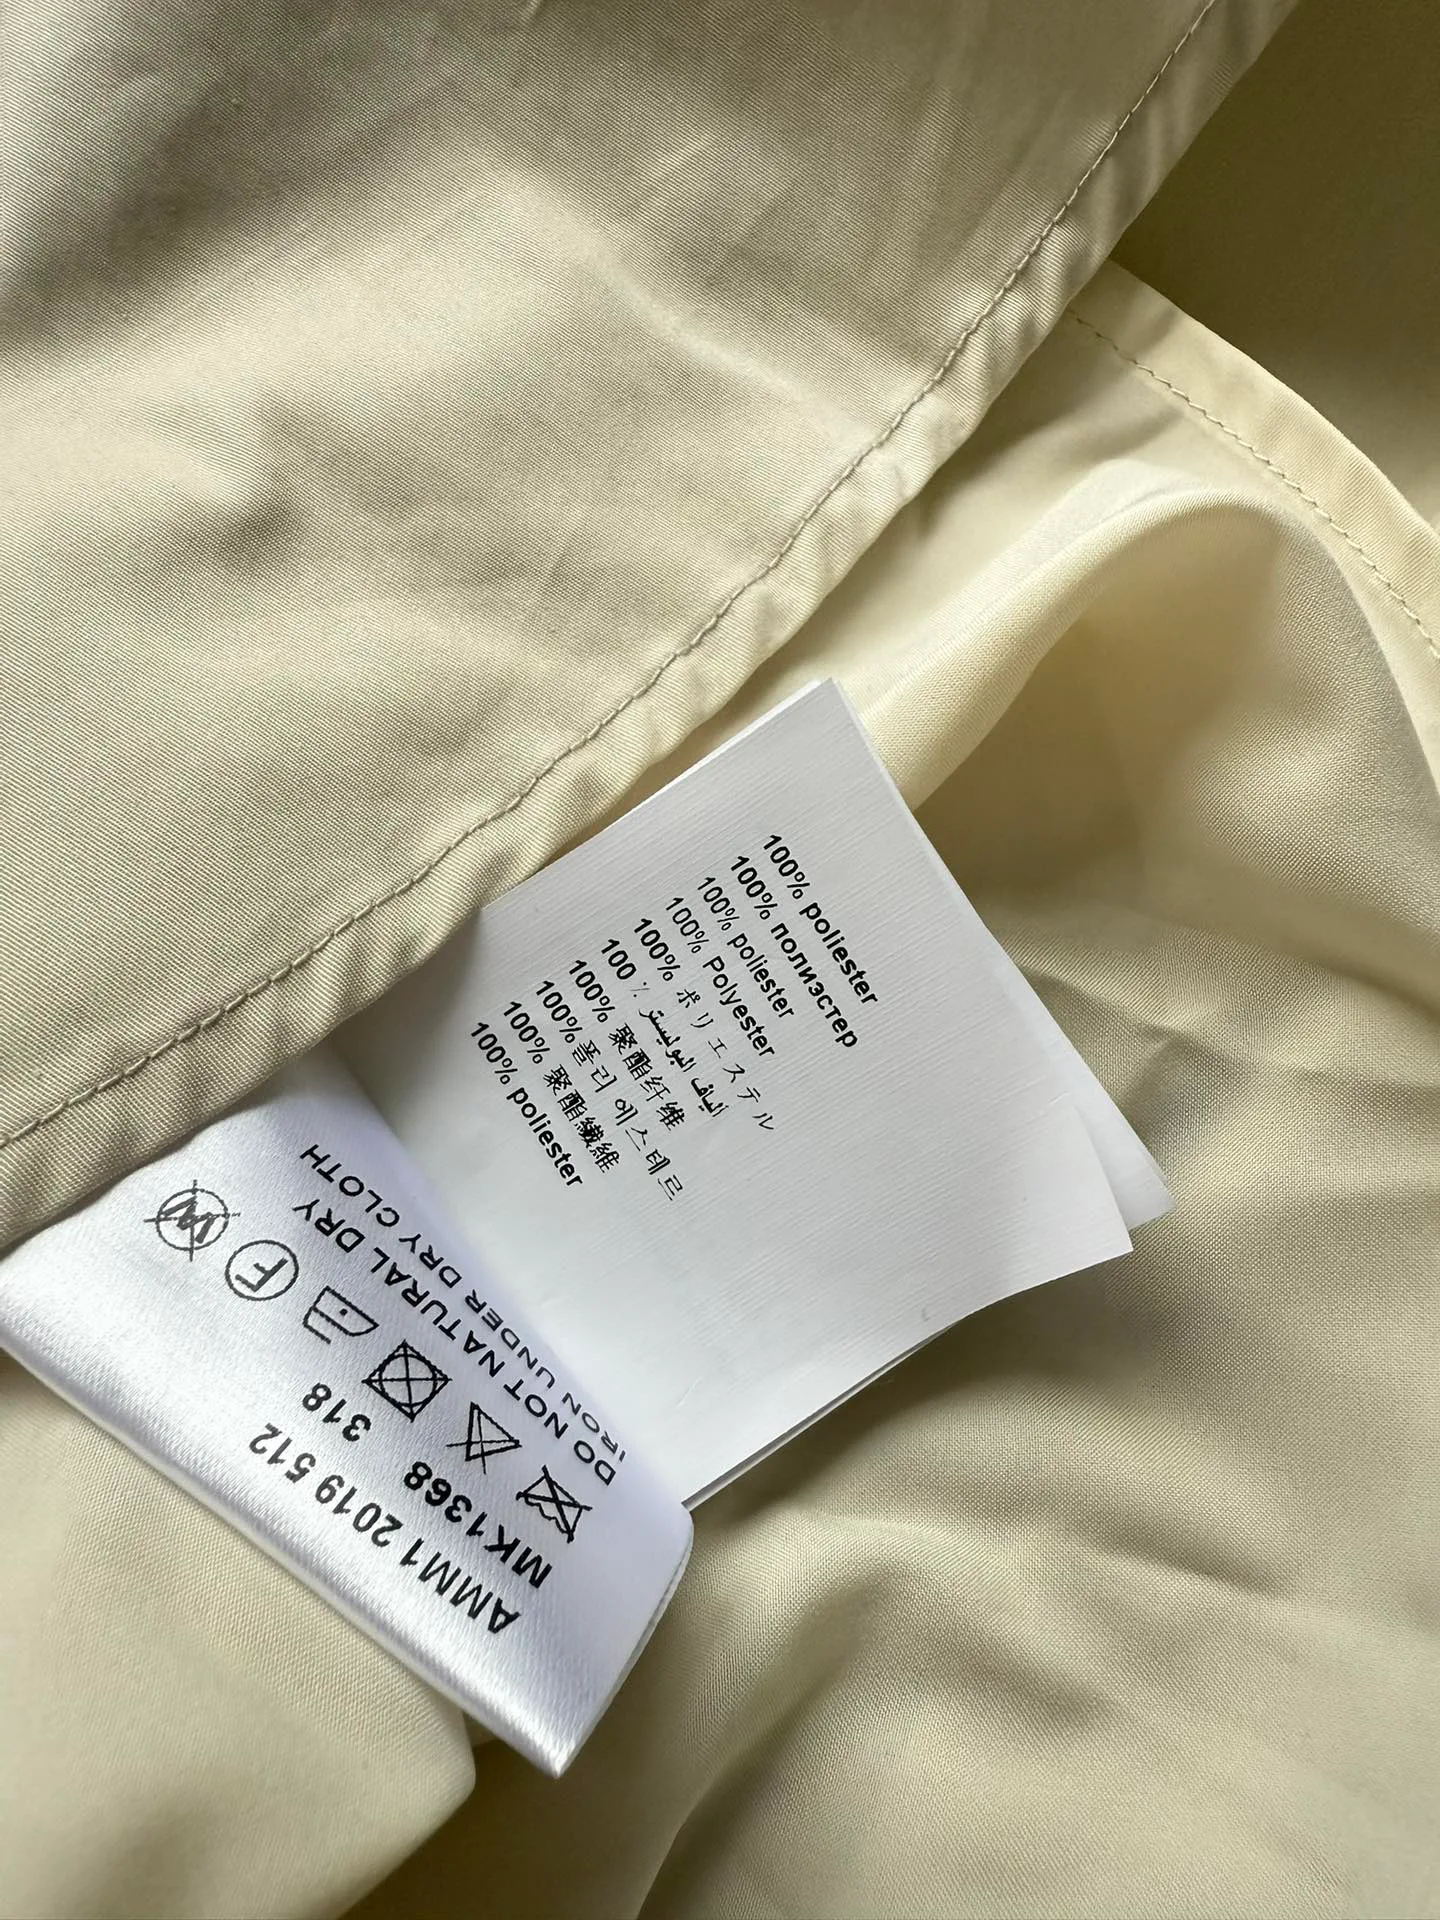 100% poliester
100% полиэстер
100% poliester
100% Polyester
100% ポリエステル
100 % ألياف البوليستر
100% 聚酯纤维
100%폴리 에스테르
100% 聚酯纖維
100% poliester
AMM1 2019 512
MK1368 318
DO NOT NATURAL DRY
IRON UNDER DRY CLOTH
F
W